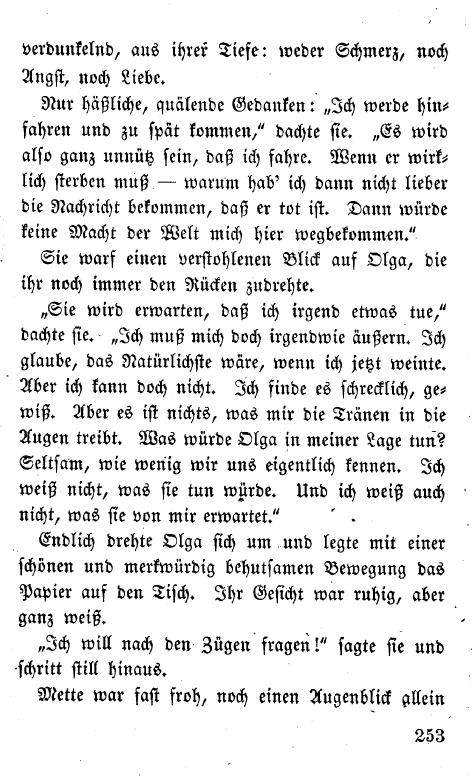 verdunkelnd, aus ihrer Tiefe: weder Schmerz, noch
Angst, noch Liebe.
Nur häßliche, quälende Gedanken: „Ich werde hin-
fahren und zu spät kommen,“ dachte sie. „Es wird
also ganz unnütz sein, daß ich fahre. Wenn er wirk-
lich sterben muß — warum hab' ich dann nicht lieber
die Nachricht bekommen, daß er tot ist. Dann würde
keine Macht der Welt mich hier wegbekommen.“
Sie warf einen verstohlenen Blick auf Olga, die
ihr noch immer den Rücken zudrehte.
„Sie wird erwarten, daß ich irgend etwas tue,“
dachte sie. „Ich muß mich doch irgendwie äußern. Ich
glaube, das Natürlichste wäre, wenn ich jetzt weinte.
Aber ich kann doch nicht. Ich finde es schrecklich, ge-
wiß. Aber es ist nichts, was mir die Tränen in die
Augen treibt. Was würde Olga in meiner Lage tun?
Seltsam, wie wenig wir uns eigentlich kennen. Ich
weiß nicht, was sie tun würde. Und ich weiß auch
nicht, was sie von mir erwartet.“
Endlich drehte Olga sich um und legte mit einer
schönen und merkwürdig behutsamen Bewegung das
Papier auf den Tisch. Ihr Gesicht war ruhig, aber
ganz weiß.
„Ich will nach den Zügen fragen!“ sagte sie und
schritt still hinaus.
Mette war fast froh, noch einen Augenblick allein
253